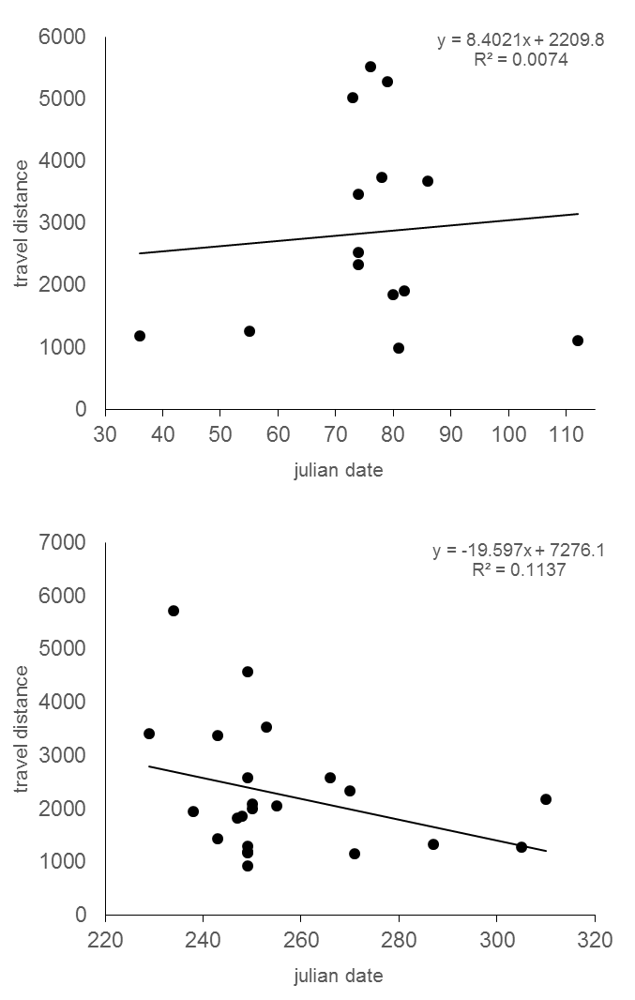 6000
5000
4000
3000
2000
1000
0
travel distance
y = 8.4021x + 2209.8
R² = 0.0074
30 40 50 60 70 80 90 100 110
julian date
7000
6000
5000
4000
3000
2000
1000
0
travel distance
y = -19.597x + 7276.1
R² = 0.1137
220 240 260 280 300 320
julian date